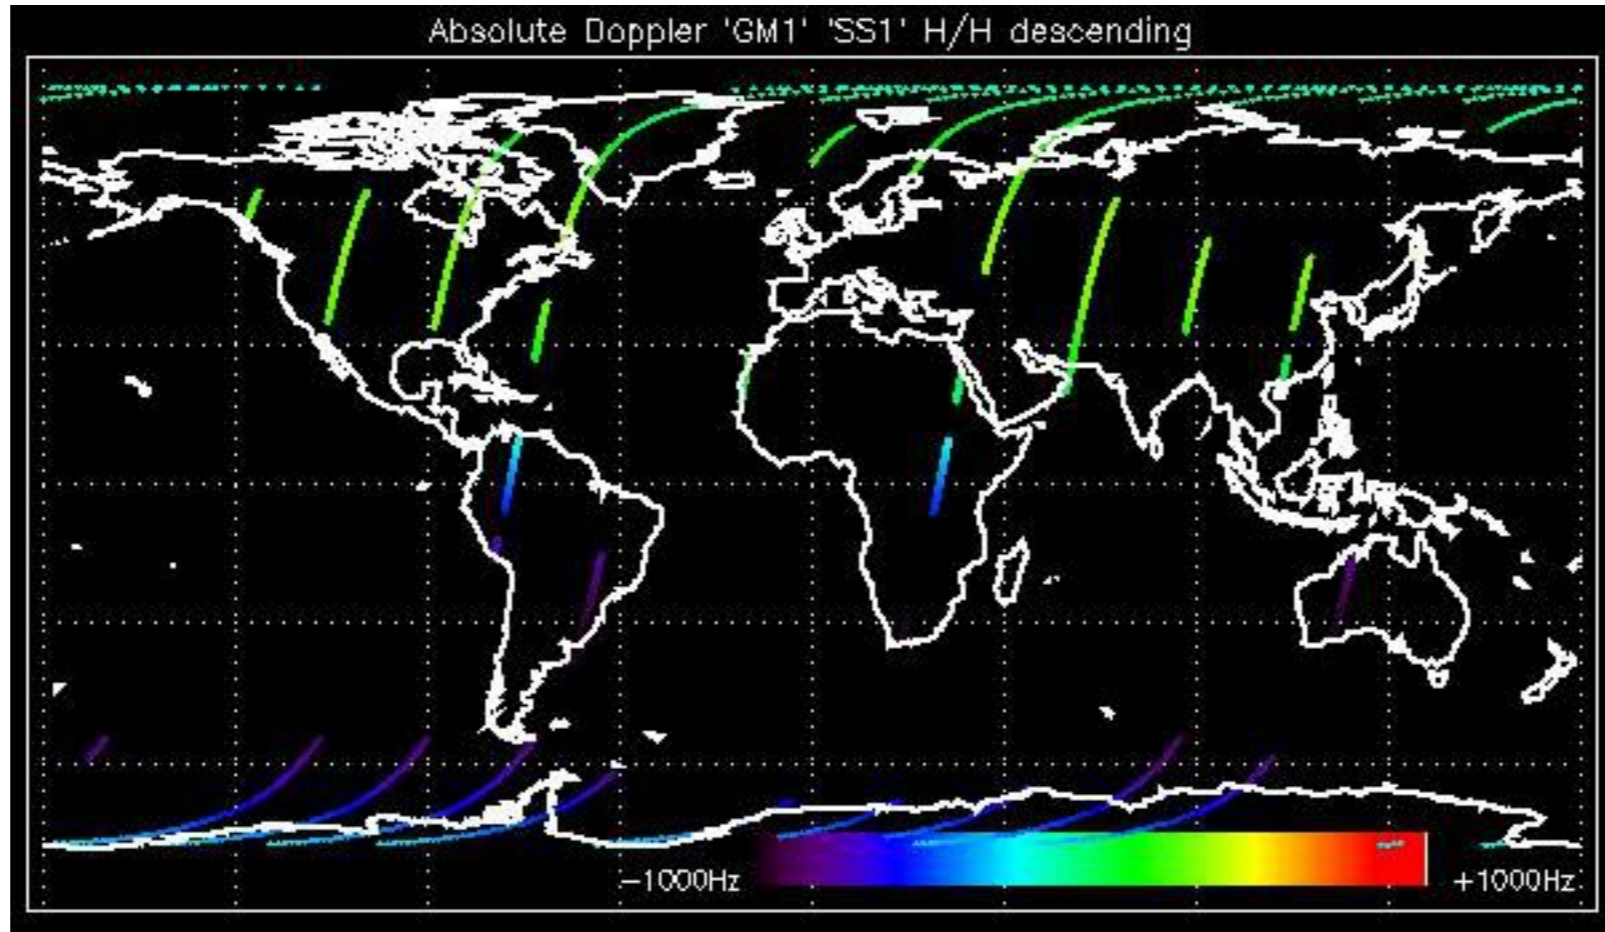 Absolute Doppler 'GM1' 'SS1' H/H descending
−1000Hz +1000Hz